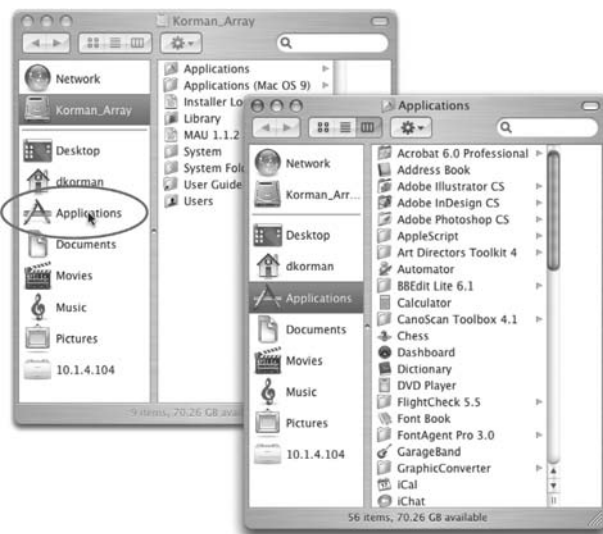 Korman_Array
Network
Korman_Array
Desktop
dkorman
Applications
Documents
Movies
Music
Pictures
10.1.4.104
Applications
Applications (Mac OS 9)
Installer Lo
Library
MAU 1.1.2
System
System Fol
User Guide
Users
9 items, 70.26 GB avai
Applications
Network
Korman_Arr...
Desktop
dkorman
Applications
Documents
Movies
Music
Pictures
10.1.4.104
Acrobat 6.0 Professional
Address Book
Adobe Illustrator CS
Adobe InDesign CS
Adobe Photoshop CS
AppleScript
Art Directors Toolkit 4
Automator
BBEdit Lite 6.1
Calculator
CanoScan Toolbox 4.1
Chess
Dashboard
Dictionary
DVD Player
FlightCheck 5.5
Font Book
FontAgent Pro 3.0
GarageBand
GraphicConverter
iCal
iChat
56 items, 70.26 GB available